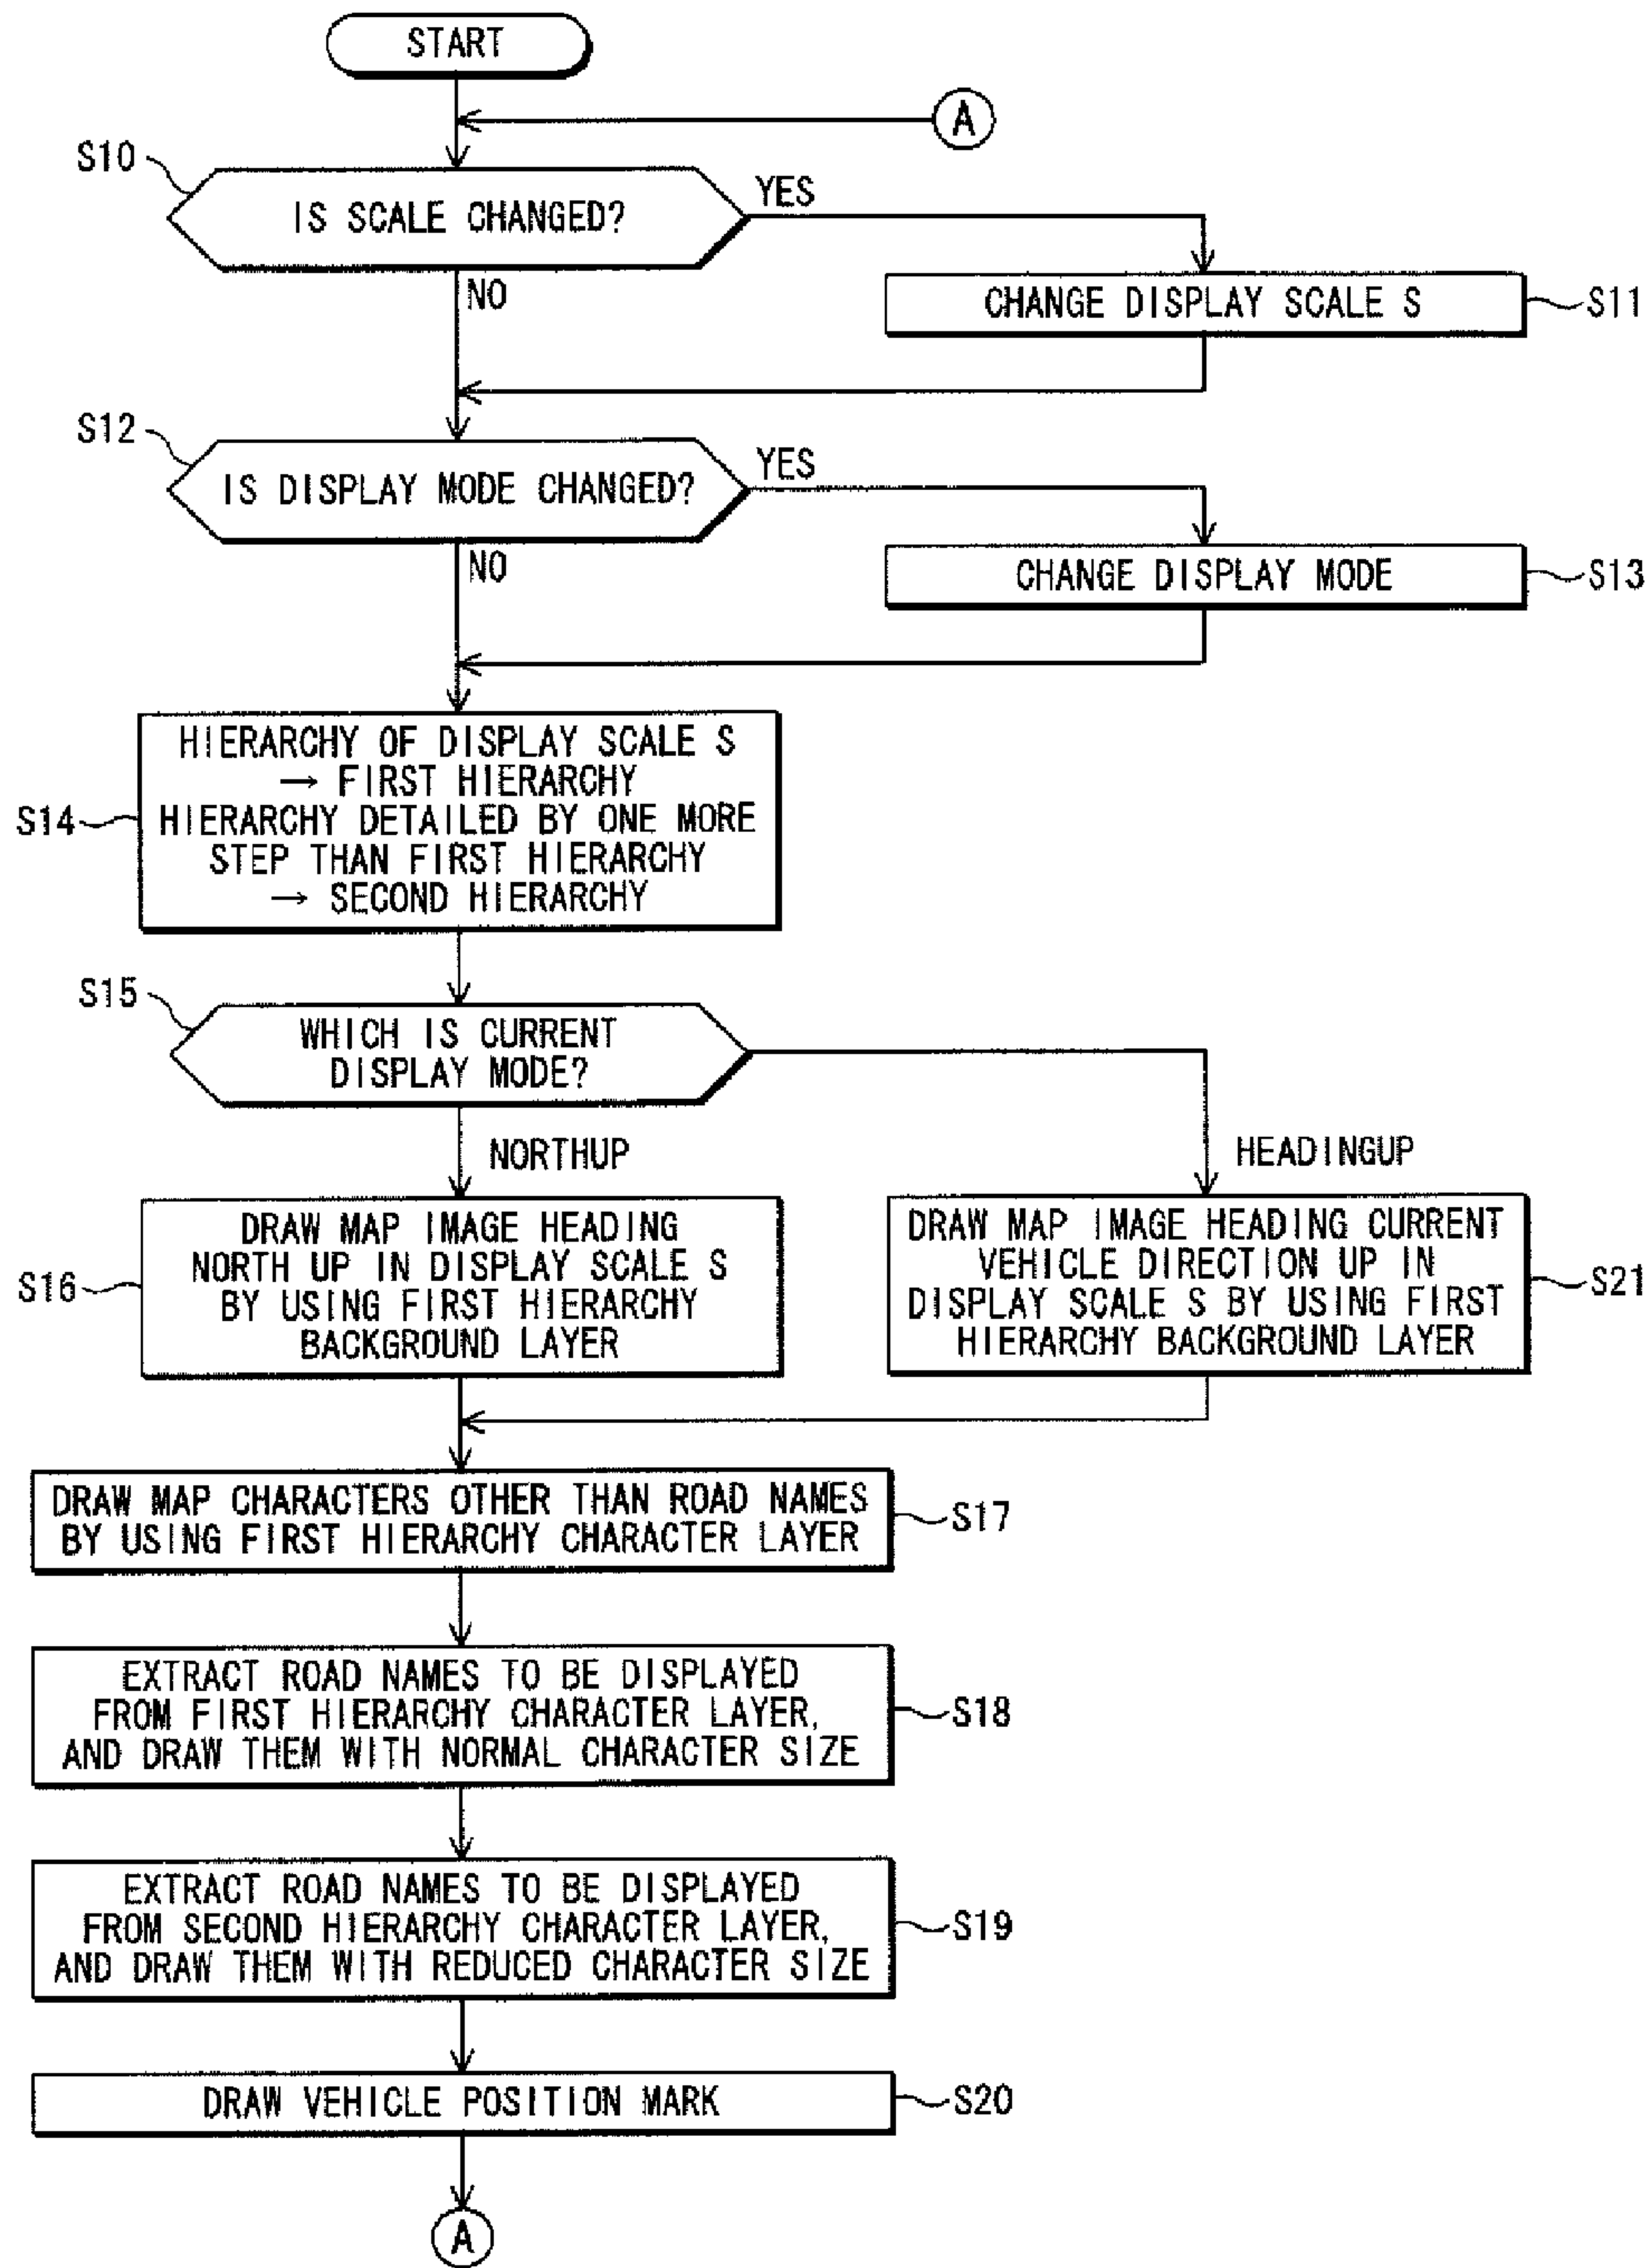 START
A
S10
IS SCALE CHANGED?
YES
NO
CHANGE DISPLAY SCALE S
S11
S12
IS DISPLAY MODE CHANGED?
YES
NO
CHANGE DISPLAY MODE
S13
S14
HIERARCHY OF DISPLAY SCALE S
→ FIRST HIERARCHY
HIERARCHY DETAILED BY ONE MORE
STEP THAN FIRST HIERARCHY
→ SECOND HIERARCHY
S15
WHICH IS CURRENT
DISPLAY MODE?
NORTHUP
HEADINGUP
S16
DRAW MAP IMAGE HEADING
NORTH UP IN DISPLAY SCALE S
BY USING FIRST HIERARCHY
BACKGROUND LAYER
DRAW MAP IMAGE HEADING CURRENT
VEHICLE DIRECTION UP IN
DISPLAY SCALE S BY USING FIRST
HIERARCHY BACKGROUND LAYER
S21
DRAW MAP CHARACTERS OTHER THAN ROAD NAMES
BY USING FIRST HIERARCHY CHARACTER LAYER
S17
EXTRACT ROAD NAMES TO BE DISPLAYED
FROM FIRST HIERARCHY CHARACTER LAYER,
AND DRAW THEM WITH NORMAL CHARACTER SIZE
S18
EXTRACT ROAD NAMES TO BE DISPLAYED
FROM SECOND HIERARCHY CHARACTER LAYER,
AND DRAW THEM WITH REDUCED CHARACTER SIZE
S19
DRAW VEHICLE POSITION MARK
S20
A